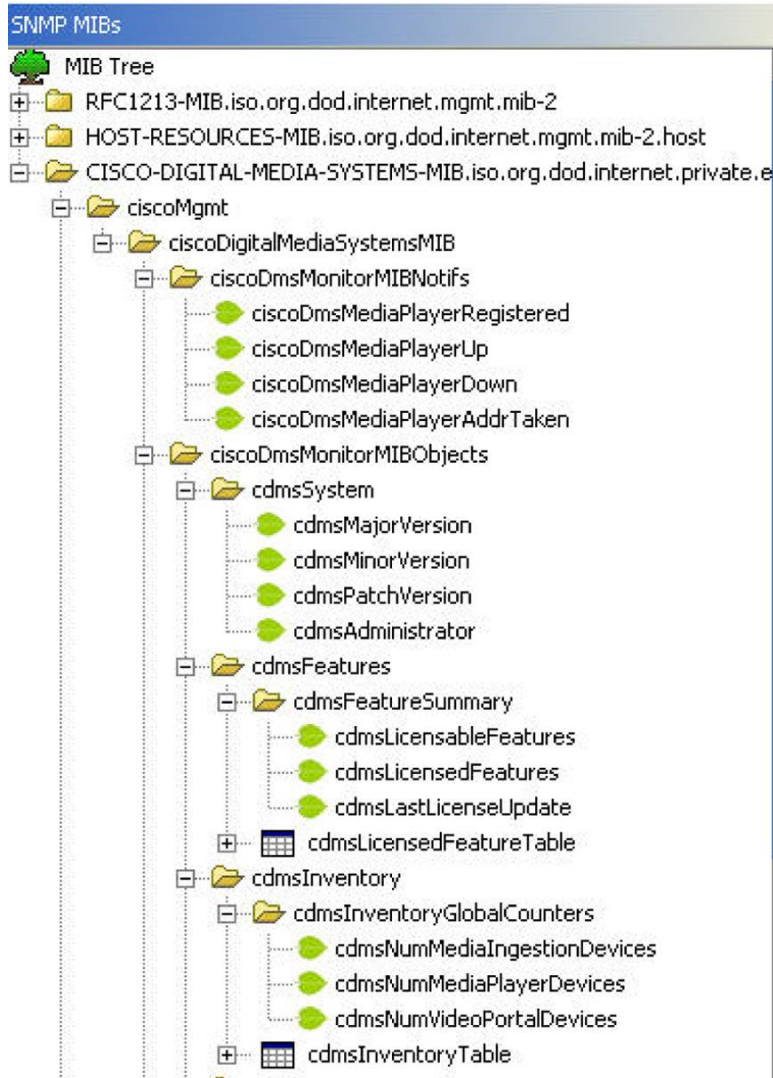 SNMP MIBs
MIB Tree
RFC1213-MIB.iso.org.dod.internet.mgmt.mib-2
HOST-RESOURCES-MIB.iso.org.dod.internet.mgmt.mib-2.host
CISCO-DIGITAL-MEDIA-SYSTEMS-MIB.iso.org.dod.internet.private.e
ciscoMgmt
ciscoDigitalMediaSystemsMIB
ciscoDmsMonitorMIBNotifs
ciscoDmsMediaPlayerRegistered
ciscoDmsMediaPlayerUp
ciscoDmsMediaPlayerDown
ciscoDmsMediaPlayerAddrTaken
ciscoDmsMonitorMIBObjects
cdmsSystem
cdmsMajorVersion
cdmsMinorVersion
cdmsPatchVersion
cdmsAdministrator
cdmsFeatures
cdmsFeatureSummary
cdmsLicensableFeatures
cdmsLicensedFeatures
cdmsLastLicenseUpdate
cdmsLicensedFeatureTable
cdmsInventory
cdmsInventoryGlobalCounters
cdmsNumMediaIngestionDevices
cdmsNumMediaPlayerDevices
cdmsNumVideoPortalDevices
cdmsInventoryTable